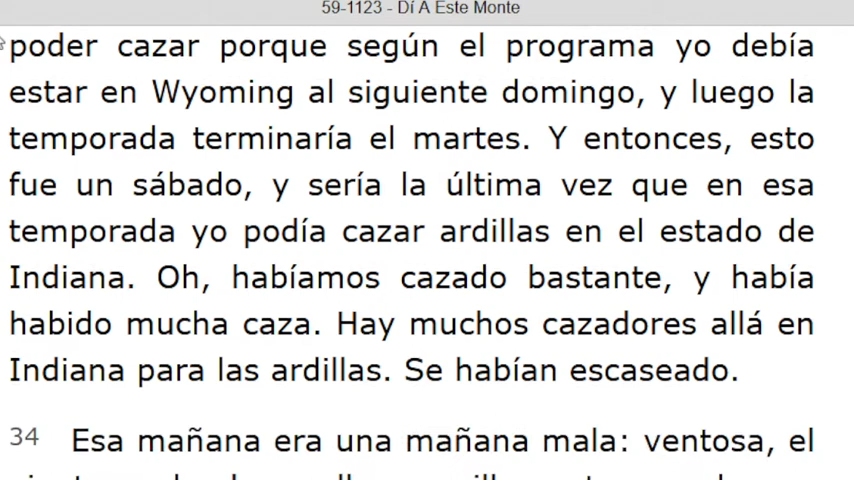 59-1123 - Dí A Este Monte
poder cazar porque según el programa yo debía
estar en Wyoming al siguiente domingo, y luego la
temporada terminaría el martes. Y entonces, esto
fue un sábado, y sería la última vez que en esa
temporada yo podía cazar ardillas en el estado de
Indiana. Oh, habíamos cazado bastante, y había
habido mucha caza. Hay muchos cazadores allá en
Indiana para las ardillas. Se habían escaseado.
34 Esa mañana era una mañana mala: ventosa, el